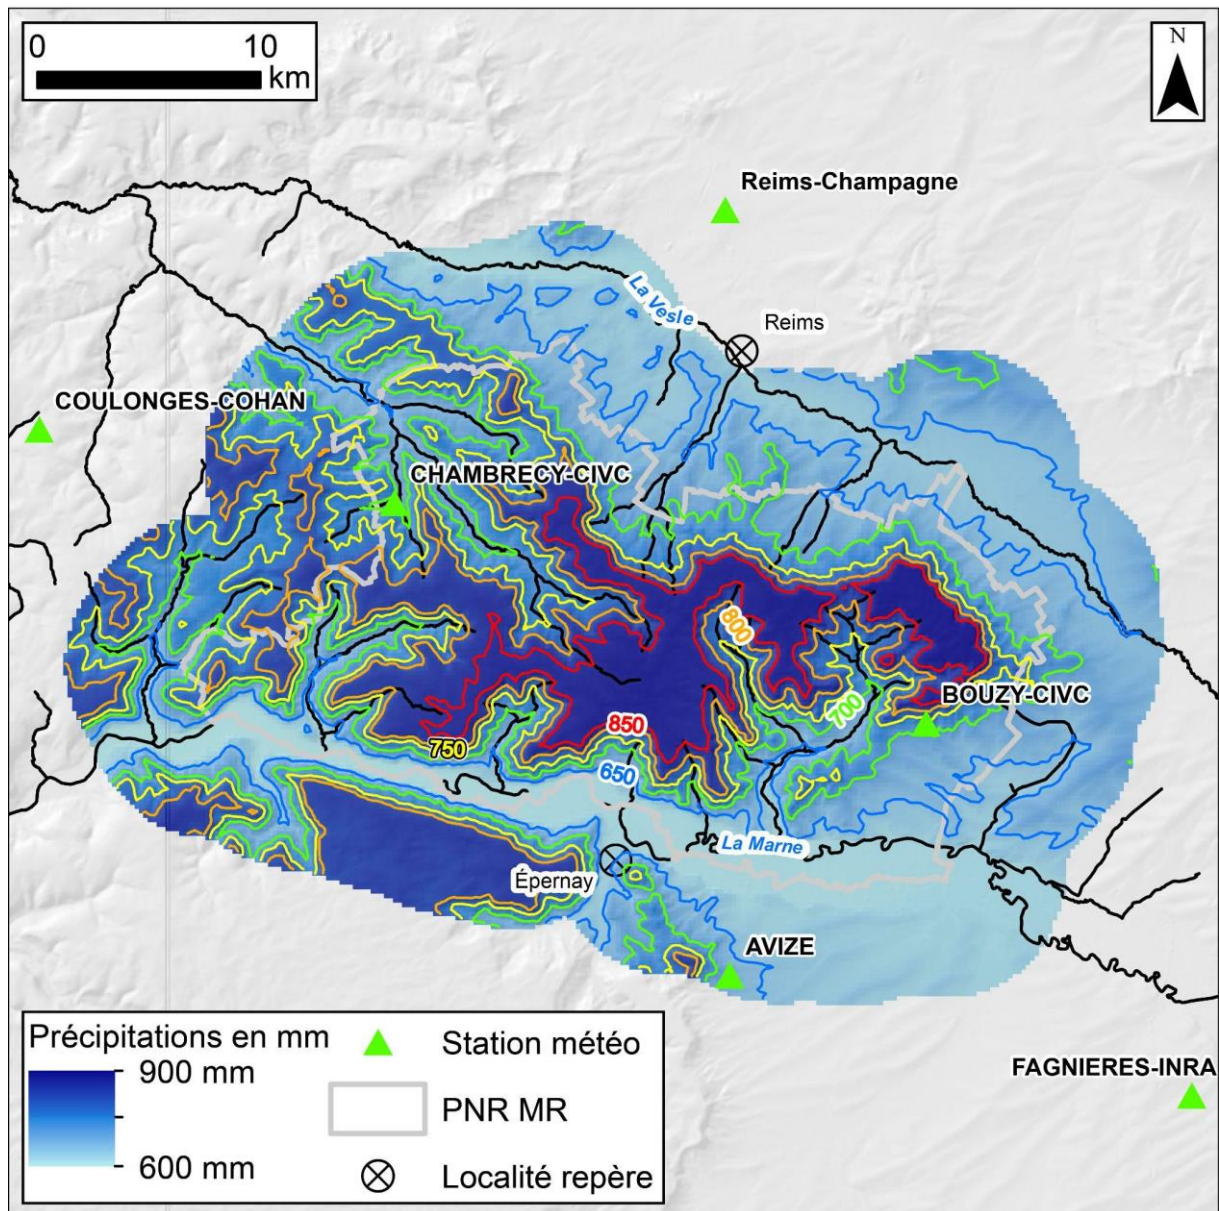 0 10
km
N
Reims-Champagne
La Vesle
Reims
COULONGES-COHAN
CHAMBRECY-CIVC
800
BOUZY-CIVC
700
850
750
650
La Marne
Épernay
AVIZE
Précipitations en mm
900 mm
600 mm
Station météo
PNR MR
Localité repère
FAGNIERES-INRA